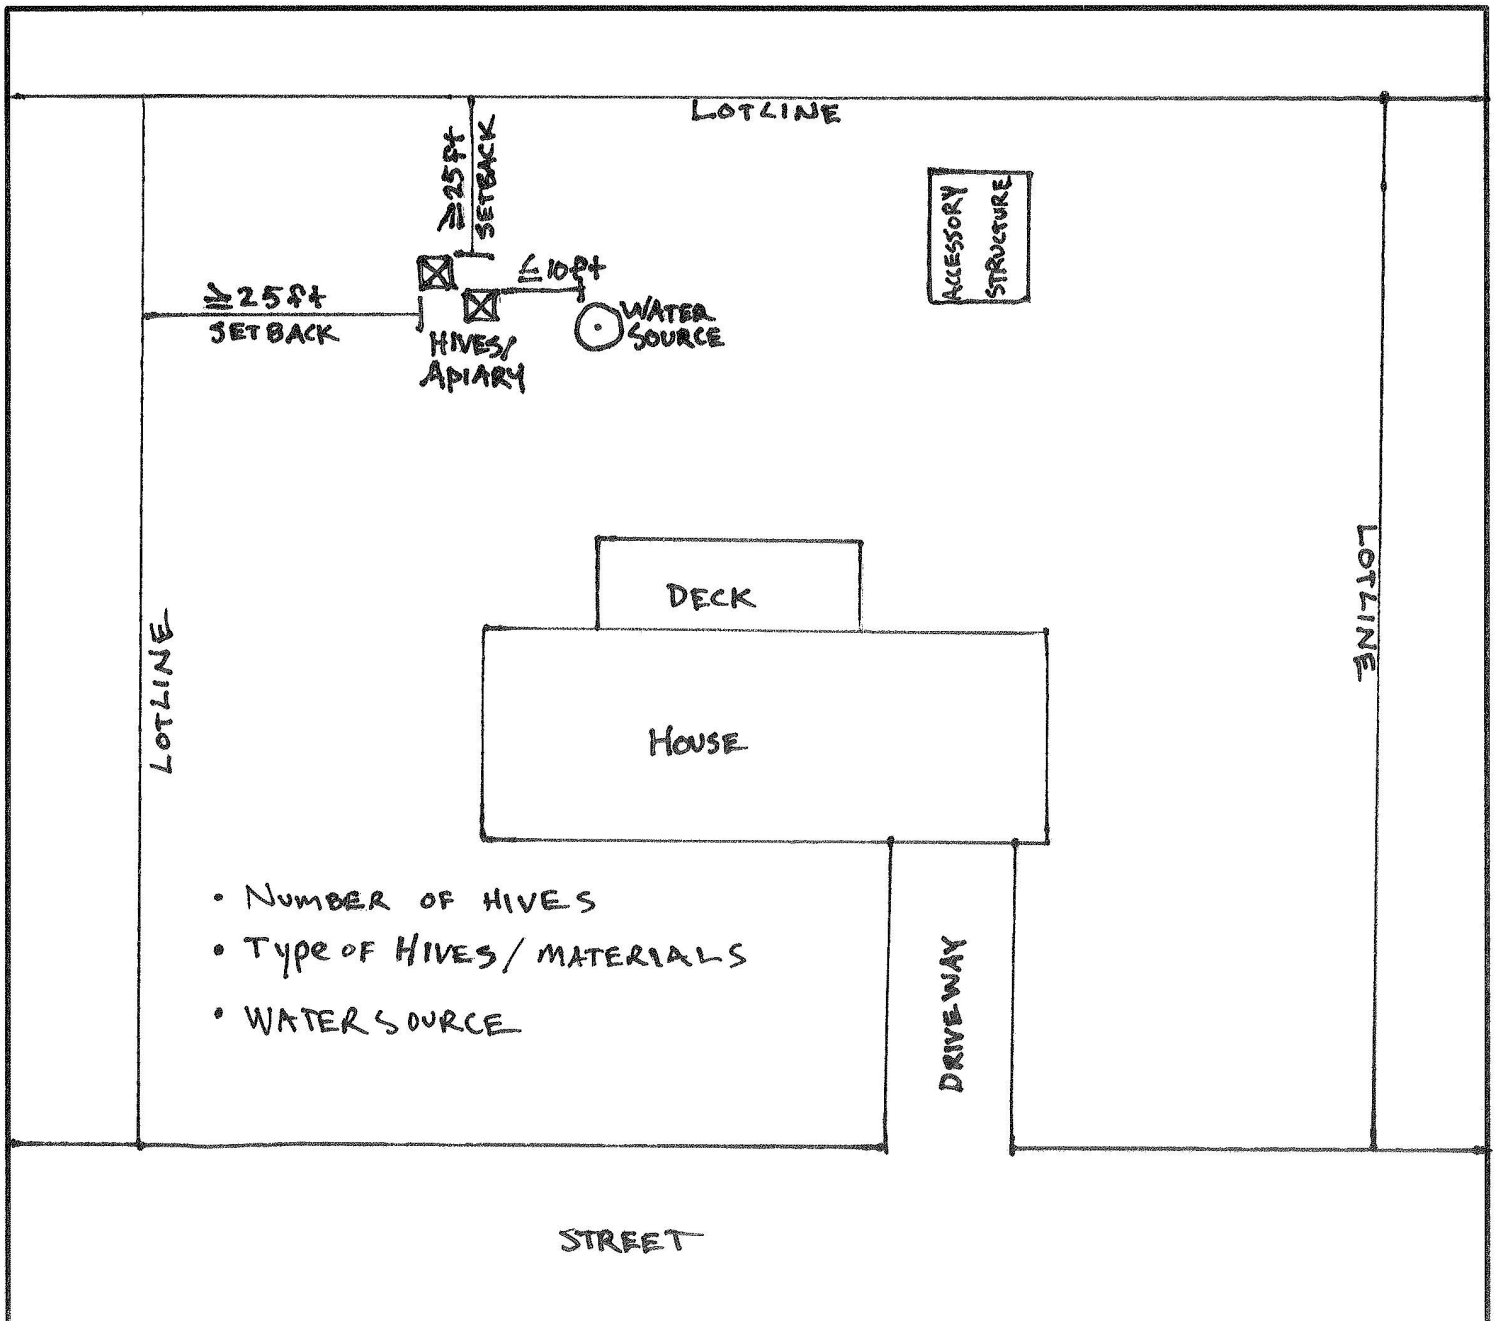 LOTLINE
≥25ft
SETBACK
ACCESSORY
STRUCTURE
≤10ft
≥25ft
SETBACK
WATER
SOURCE
HIVES/
APIARY
LOTLINE
DECK
LOTLINE
HOUSE
• NUMBER OF HIVES
• Type OF HIVES/MATERIALS
• WATER SOURCE
DRIVEWAY
STREET